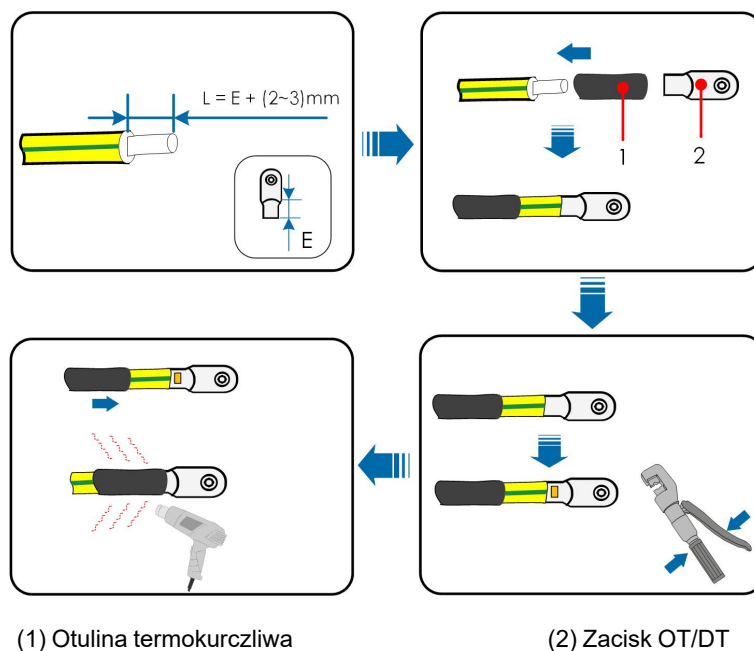 L = E + (2~3)mm
E
1
2
(1) Otulina termokurczliwa
(2) Zacisk OT/DT